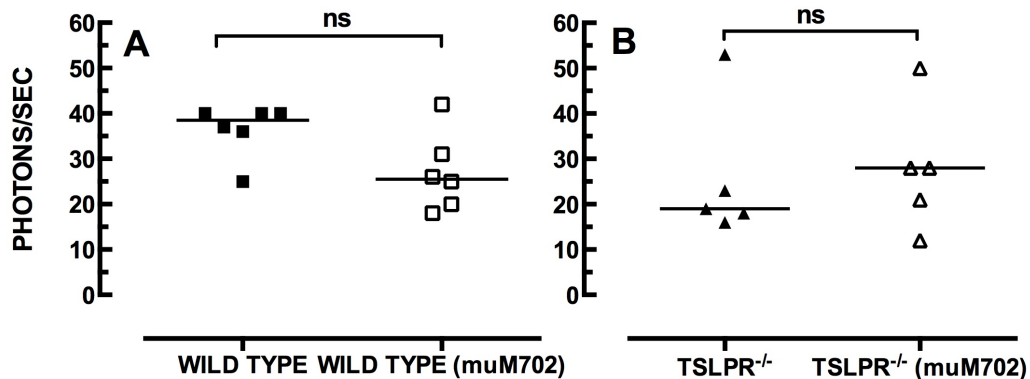 A
ns
PHOTONS/SEC
60
50
40
30
20
10
0
WILD TYPE
WILD TYPE (muM702)
B
ns
60
50
40
30
20
10
0
TSLPR-/-
TSLPR-/- (muM702)